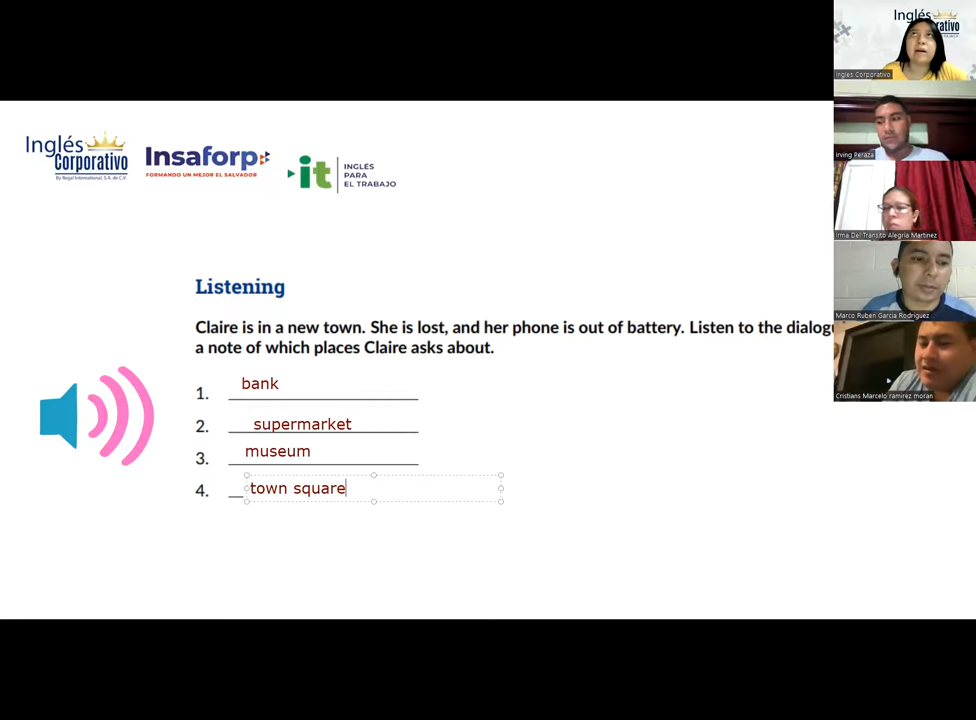 Inglés
Corporativo
By Regal International, S.A. de C.V.
Insaforp
FORMANDO UN MEJOR EL SALVADOR
it
INGLÉS
PARA
EL TRABAJO
Listening
Claire is in a new town. She is lost, and her phone is out of battery. Listen to the dialogu
a note of which places Claire asks about.
1. bank
2. supermarket
3. museum
4. town square
Inglés
Ingles Corporativo
Irving Peraza
Irma Del Transito Alegria Martinez
Marco Ruben Garcia Rodriguez
Cristians Marcelo ramirez moran